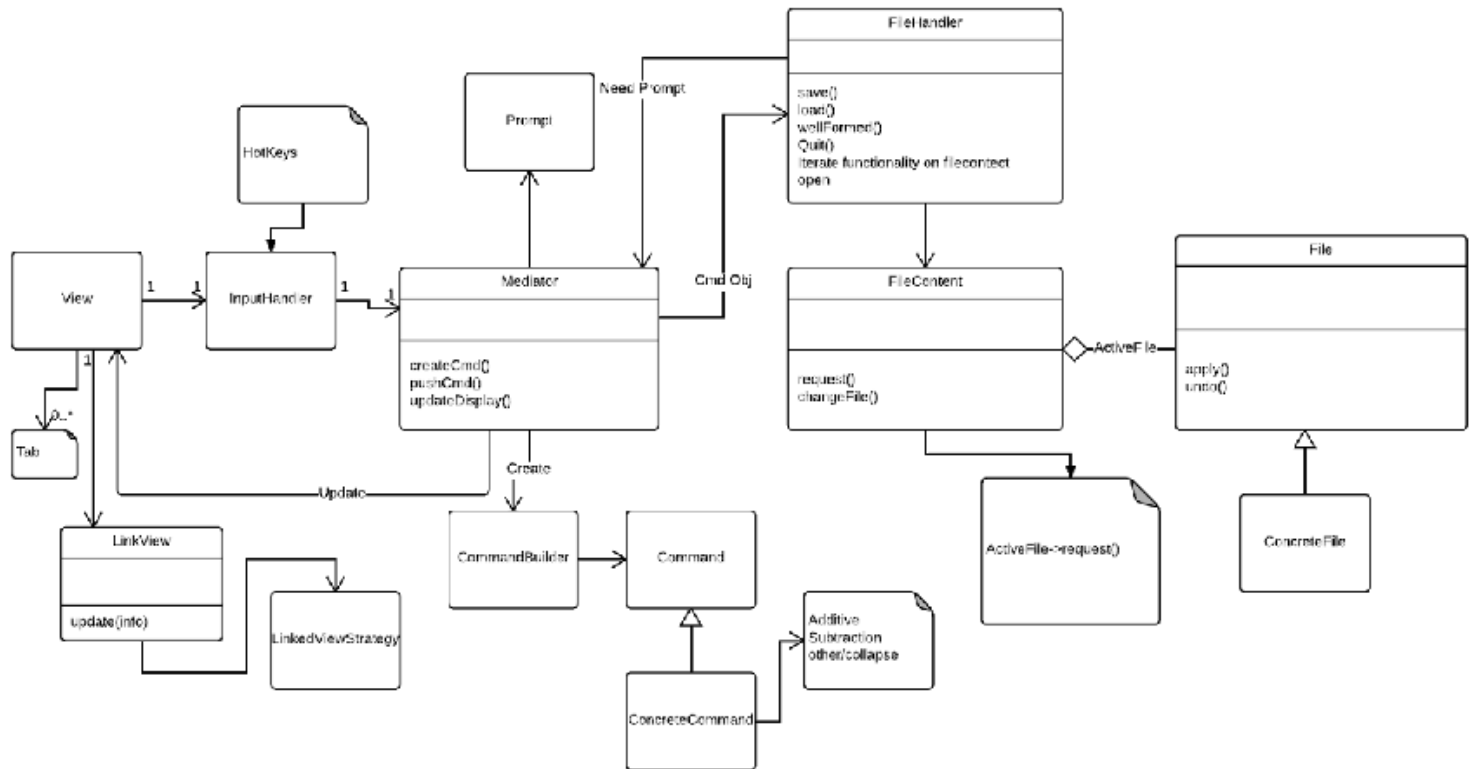 FileHandler
save()
load()
wellFormed()
Quit()
Iterate functionality on filecontect
open
Need Prompt
Prompt
HotKeys
View
1
1
InputHandler
1
1
Mediator
createCmd()
pushCmd()
updateDisplay()
Cmd Obj
FileContent
request()
changeFile()
ActiveFile
File
apply()
undo()
1
0..*
Tab
Update
Create
LinkView
update(info)
LinkedViewStrategy
CommandBuilder
Command
Additive
Subtraction
other/collapse
ConcreteCommand
ActiveFile->request()
ConcreteFile